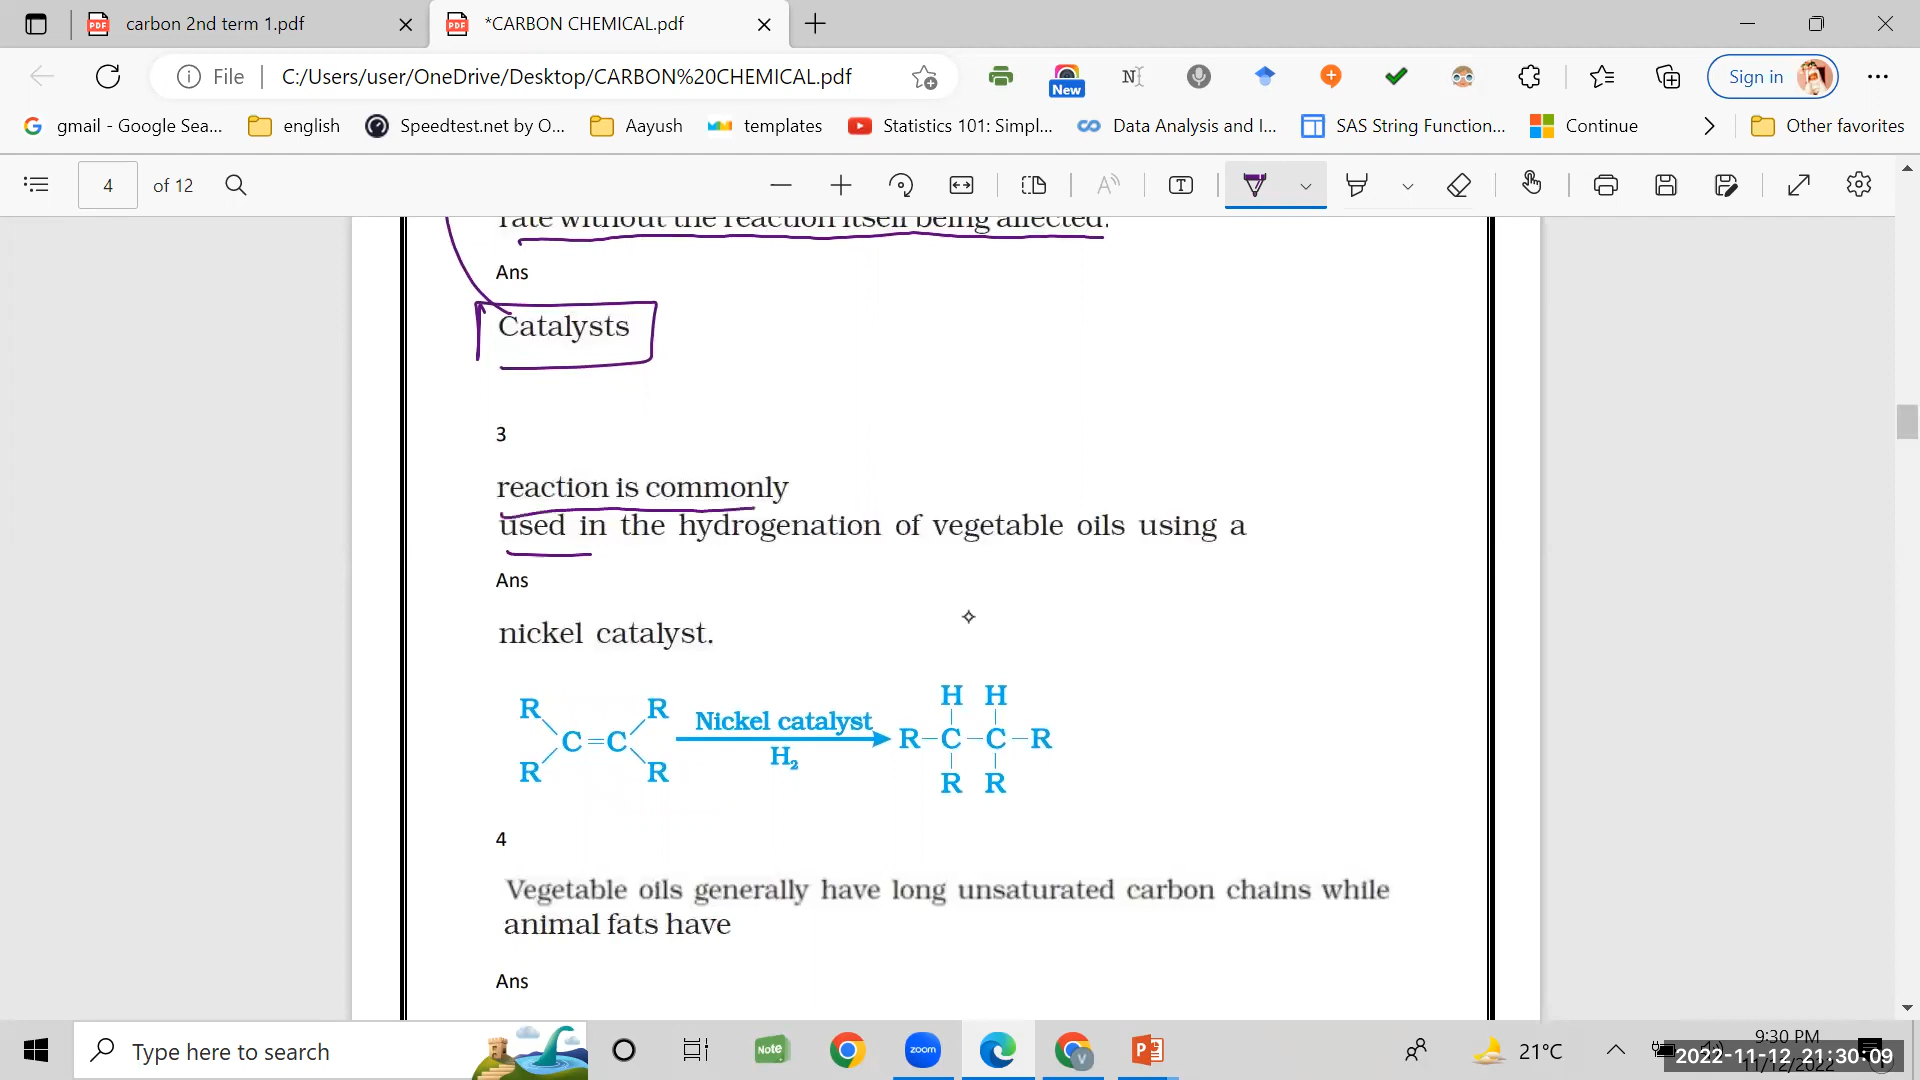 carbon 2nd term 1.pdf
*CARBON CHEMICAL.pdf
File
C:/Users/user/OneDrive/Desktop/CARBON%20CHEMICAL.pdf
New
Sign in
gmail - Google Sea...
english
Speedtest.net by O...
Aayush
templates
Statistics 101: Simpl...
Data Analysis and I...
SAS String Function...
Continue
Other favorites
4 of 12
rate without the reaction itself being affected.
Ans
Catalysts
3
reaction is commonly
used in the hydrogenation of vegetable oils using a
Ans
nickel catalyst.
R R H H
C=C Nickel catalyst R-C-C-R
H₂
R R R R
4
Vegetable oils generally have long unsaturated carbon chains while
animal fats have
Ans
Type here to search
Note
zoom
21°C
9:30 PM
11/12/2022
2022-11-12 21:30:09